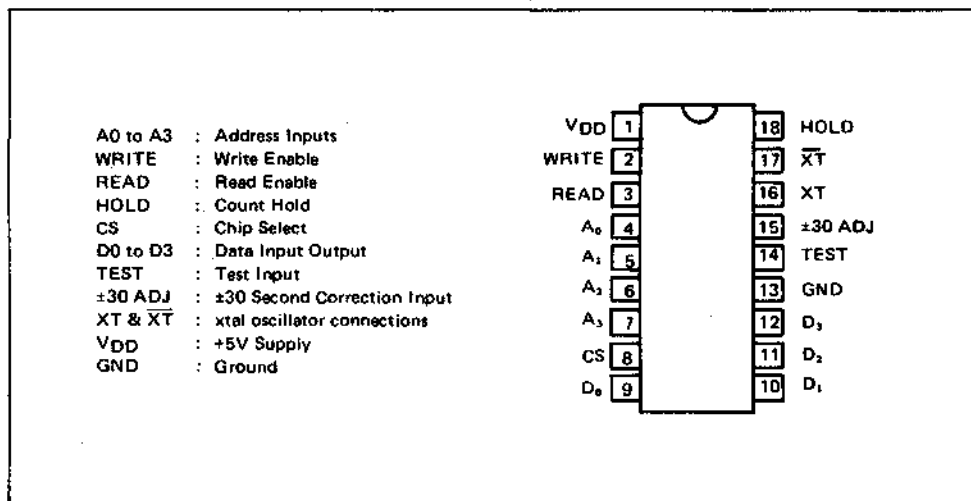 A0 to A3 : Address Inputs
WRITE : Write Enable
READ : Read Enable
HOLD : Count Hold
CS : Chip Select
D0 to D3 : Data Input Output
TEST : Test Input
±30 ADJ : ±30 Second Correction Input
XT & X̅T̅ : xtal oscillator connections
VDD : +5V Supply
GND : Ground
VDD 1
WRITE 2
READ 3
A₀ 4
A₁ 5
A₂ 6
A₃ 7
CS 8
D₀ 9
18 HOLD
17 X̅T̅
16 XT
15 ±30 ADJ
14 TEST
13 GND
12 D₃
11 D₂
10 D₁